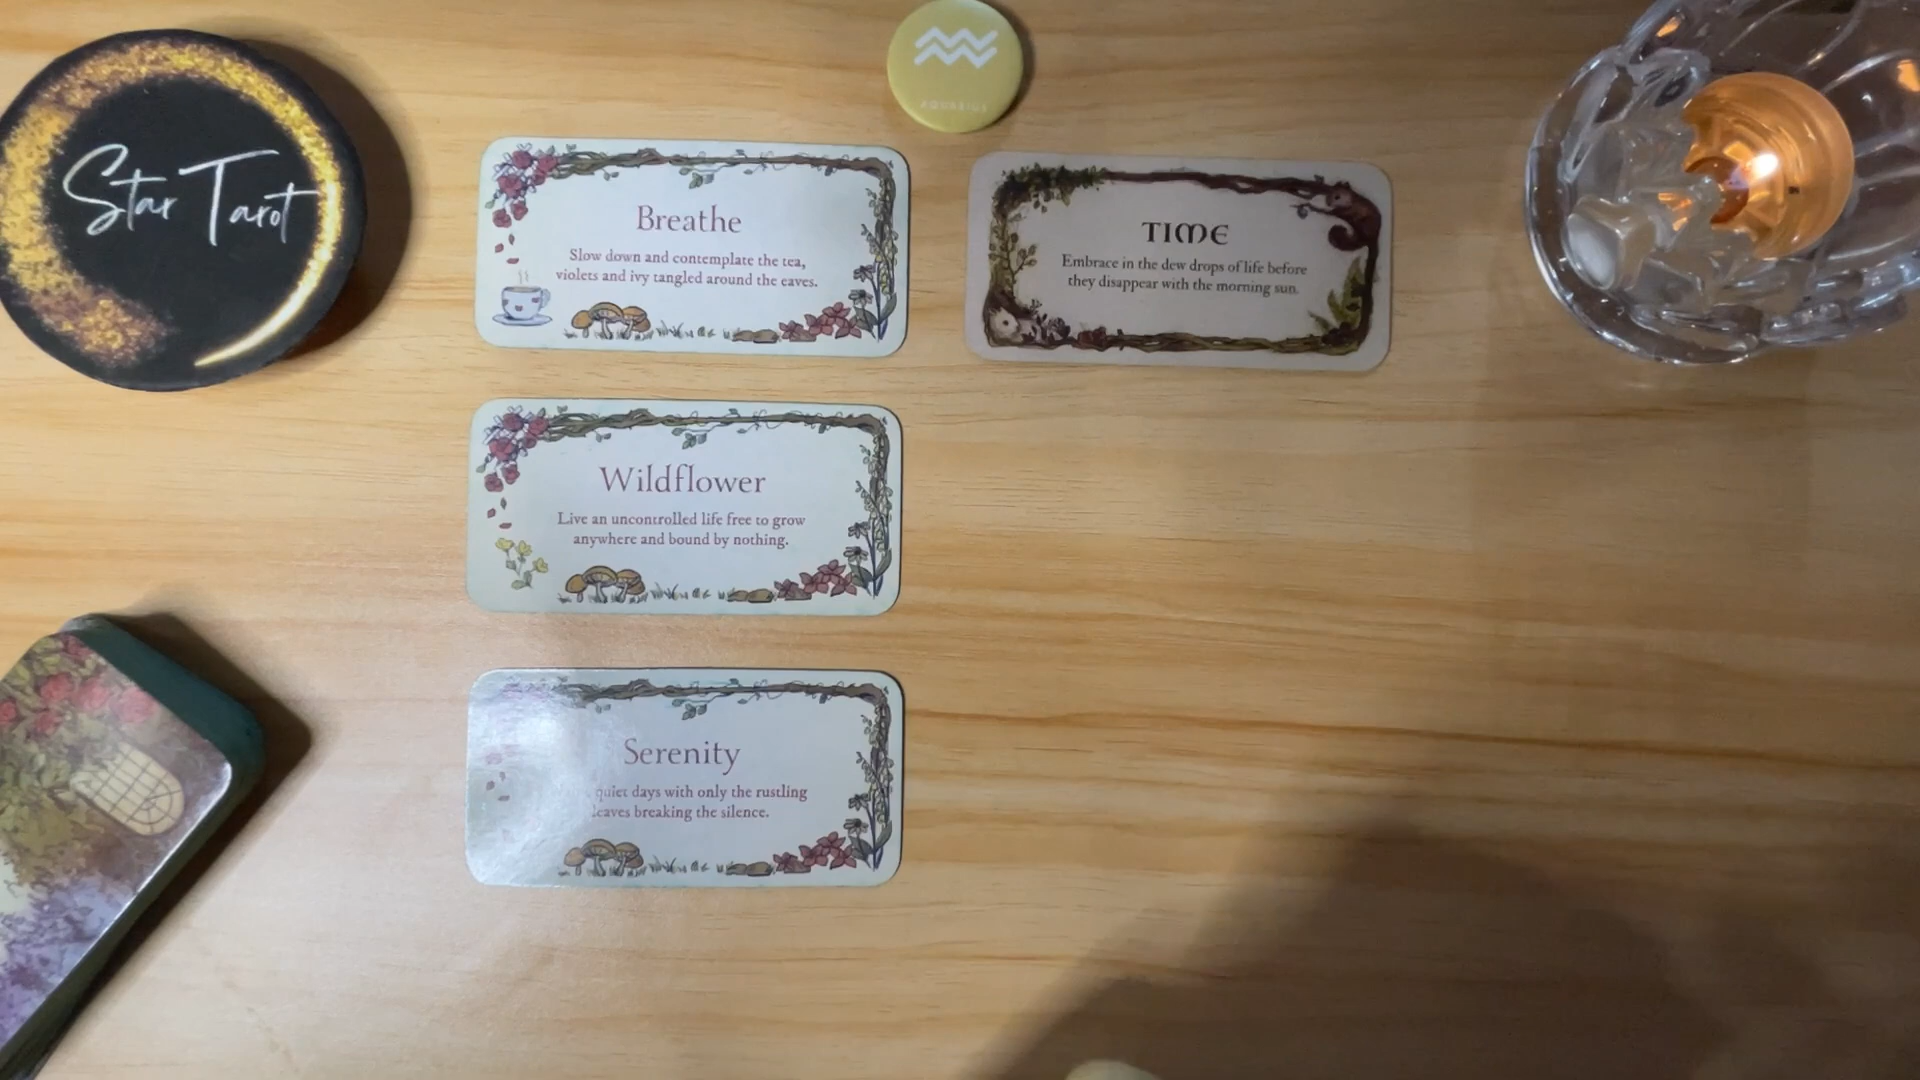 Star Tarot
AQUARIUS
Breathe
Slow down and contemplate the tea,
violets and ivy tangled around the eaves.
TIME
Embrace in the dew drops of life before
they disappear with the morning sun.
Wildflower
Live an uncontrolled life free to grow
anywhere and bound by nothing.
Serenity
quiet days with only the rustling
leaves breaking the silence.